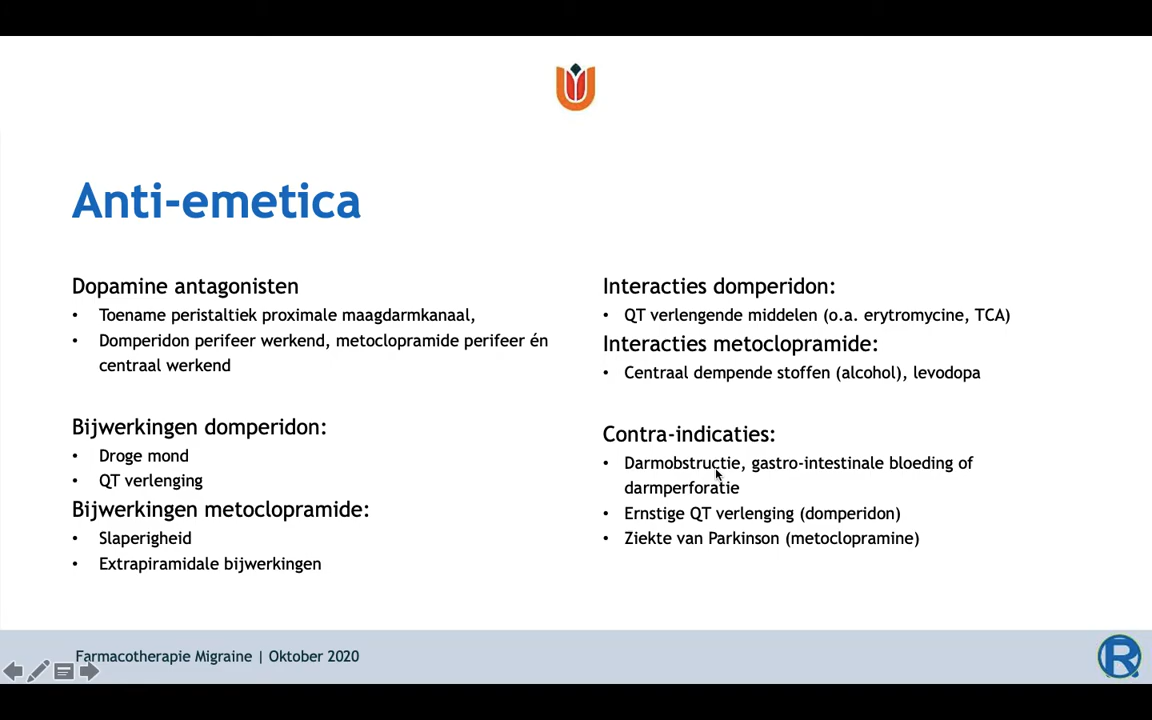 Anti-emetica
Dopamine antagonisten
• Toename peristaltiek proximale maagdarmkanaal,
• Domperidon perifeer werkend, metoclopramide perifeer én
centraal werkend
Bijwerkingen domperidon:
• Droge mond
• QT verlenging
Bijwerkingen metoclopramide:
• Slaperigheid
• Extrapiramidale bijwerkingen
Interacties domperidon:
• QT verlengende middelen (o.a. erytromycine, TCA)
Interacties metoclopramide:
• Centraal dempende stoffen (alcohol), levodopa
Contra-indicaties:
• Darmobstructie, gastro-intestinale bloeding of
darmperforatie
• Ernstige QT verlenging (domperidon)
• Ziekte van Parkinson (metoclopramine)
Farmacotherapie Migraine | Oktober 2020
R